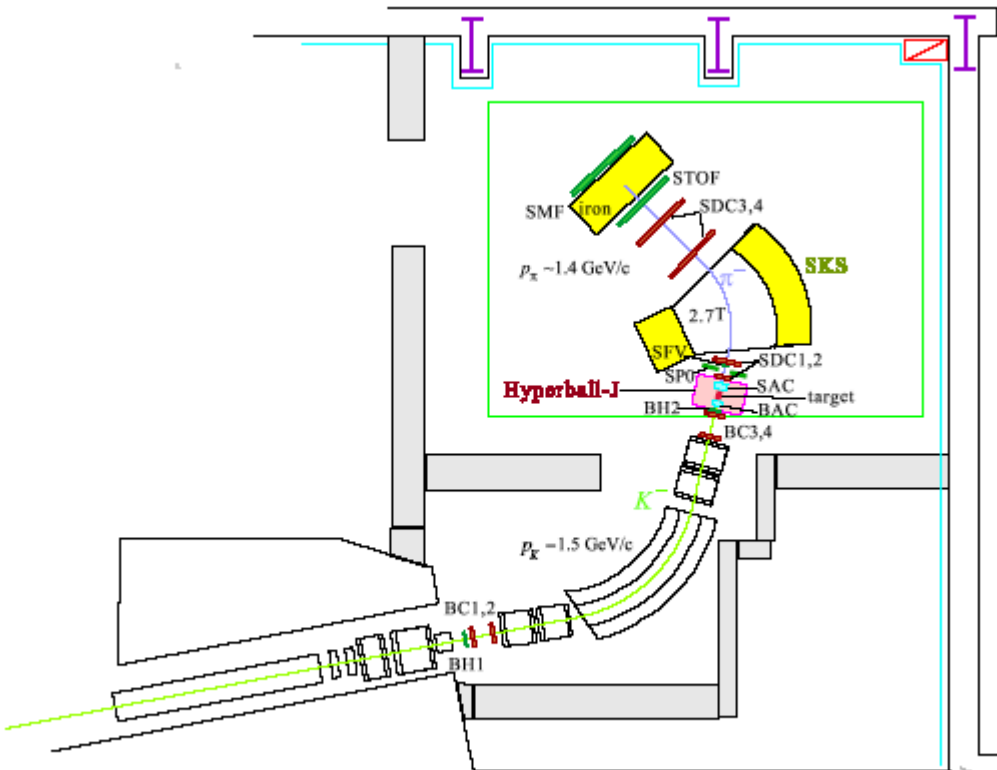 STOF
SMF
iron
SDC3,4
pπ ~1.4 GeV/c
SKS
π−
2.7T
SFV
SDC1,2
SP0
Hyperball-J
SAC
target
BH2
BAC
BC3,4
K−
pK ~1.5 GeV/c
BC1,2
BH1